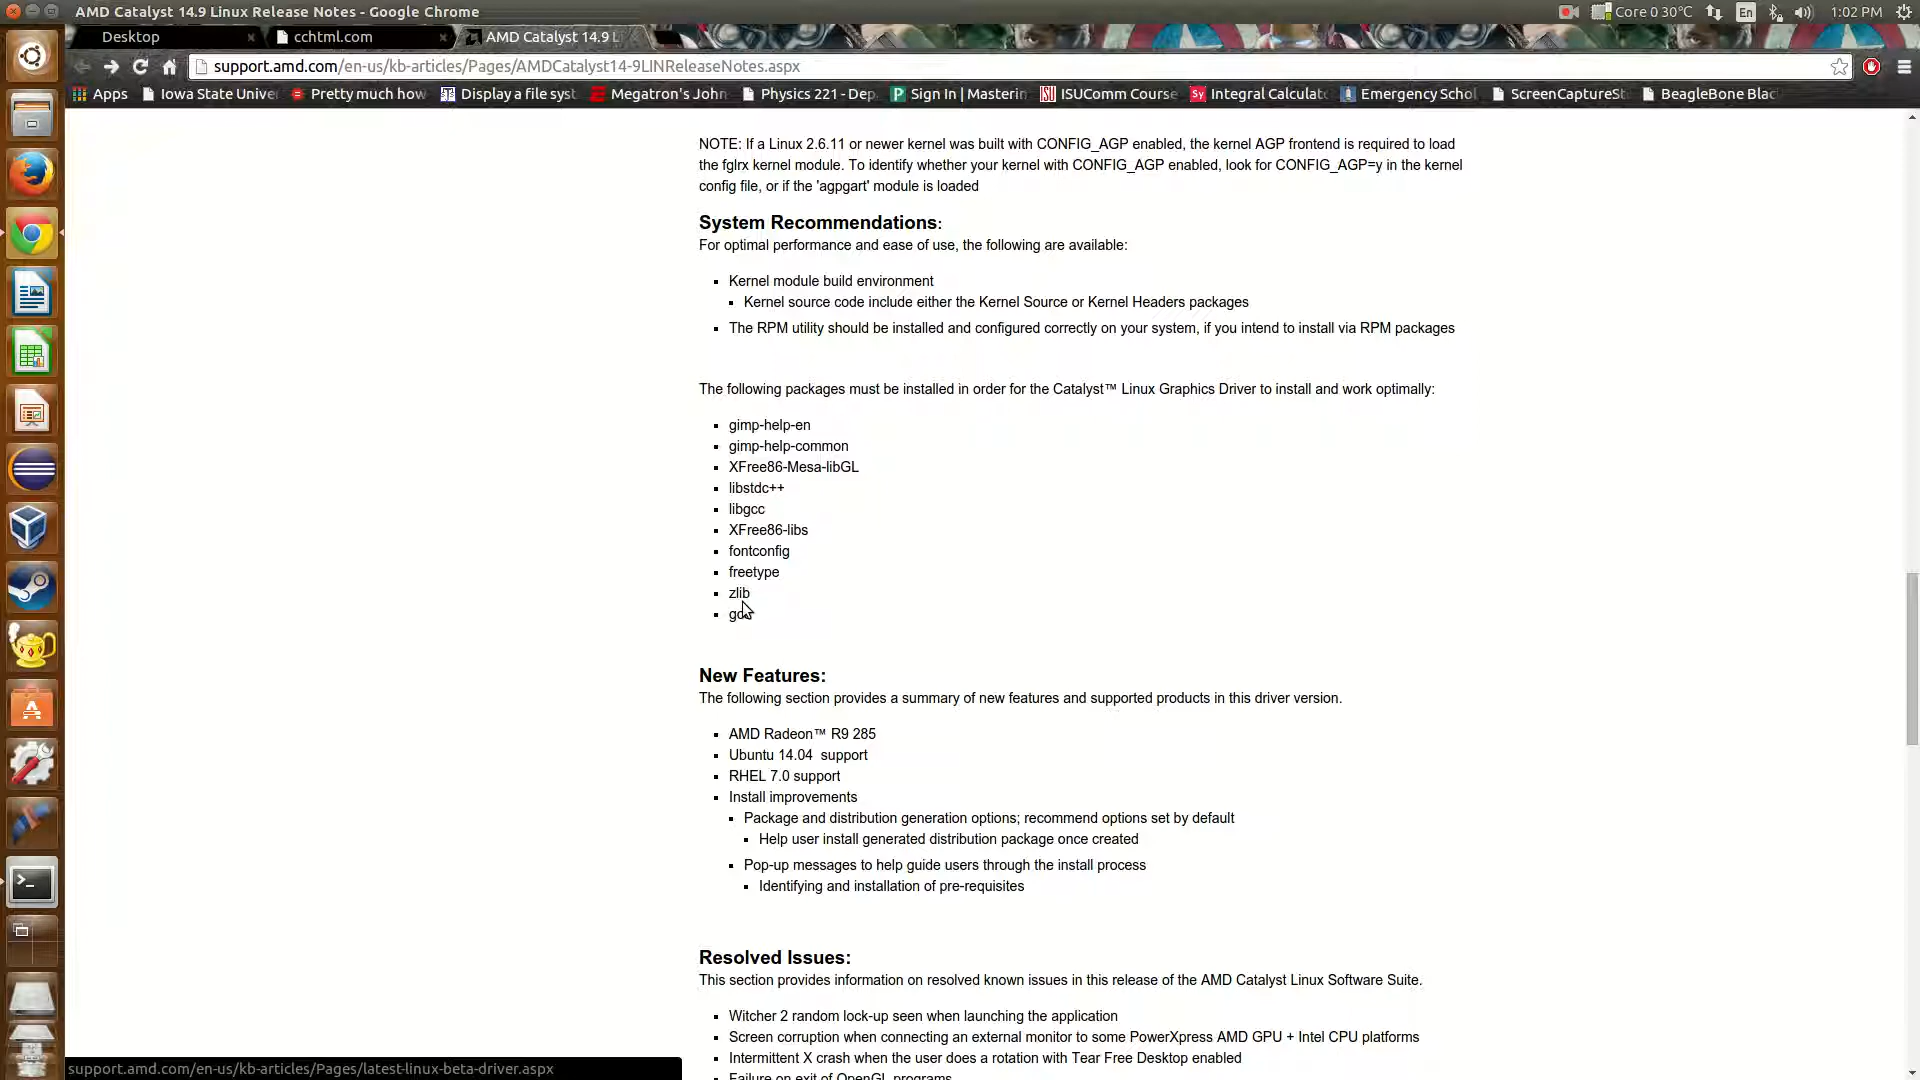 AMD Catalyst 14.9 Linux Release Notes - Google Chrome
Core 0 30°C
En
1:02 PM
Desktop
cchtml.com
AMD Catalyst 14.9 L
support.amd.com/en-us/kb-articles/Pages/AMDCatalyst14-9LINReleaseNotes.aspx
Apps
Iowa State Unive
Pretty much how
Display a file syst
Megatron's John
Physics 221 - Dep
Sign In | Masterin
ISUComm Course
Integral Calculat
Emergency Schol
ScreenCaptureSt
BeagleBone Blac
NOTE: If a Linux 2.6.11 or newer kernel was built with CONFIG_AGP enabled, the kernel AGP frontend is required to load
the fglrx kernel module. To identify whether your kernel with CONFIG_AGP enabled, look for CONFIG_AGP=y in the kernel
config file, or if the 'agpgart' module is loaded
System Recommendations:
For optimal performance and ease of use, the following are available:
Kernel module build environment
Kernel source code include either the Kernel Source or Kernel Headers packages
The RPM utility should be installed and configured correctly on your system, if you intend to install via RPM packages
The following packages must be installed in order for the Catalyst™ Linux Graphics Driver to install and work optimally:
gimp-help-en
gimp-help-common
XFree86-Mesa-libGL
libstdc++
libgcc
XFree86-libs
fontconfig
freetype
zlib
New Features:
The following section provides a summary of new features and supported products in this driver version.
AMD Radeon™ R9 285
Ubuntu 14.04 support
RHEL 7.0 support
Install improvements
Package and distribution generation options; recommend options set by default
Help user install generated distribution package once created
Pop-up messages to help guide users through the install process
Identifying and installation of pre-requisites
Resolved Issues:
This section provides information on resolved known issues in this release of the AMD Catalyst Linux Software Suite.
Witcher 2 random lock-up seen when launching the application
Screen corruption when connecting an external monitor to some PowerXpress AMD GPU + Intel CPU platforms
Intermittent X crash when the user does a rotation with Tear Free Desktop enabled
Failure on exit of OpenGL programs
support.amd.com/en-us/kb-articles/Pages/latest-linux-beta-driver.aspx